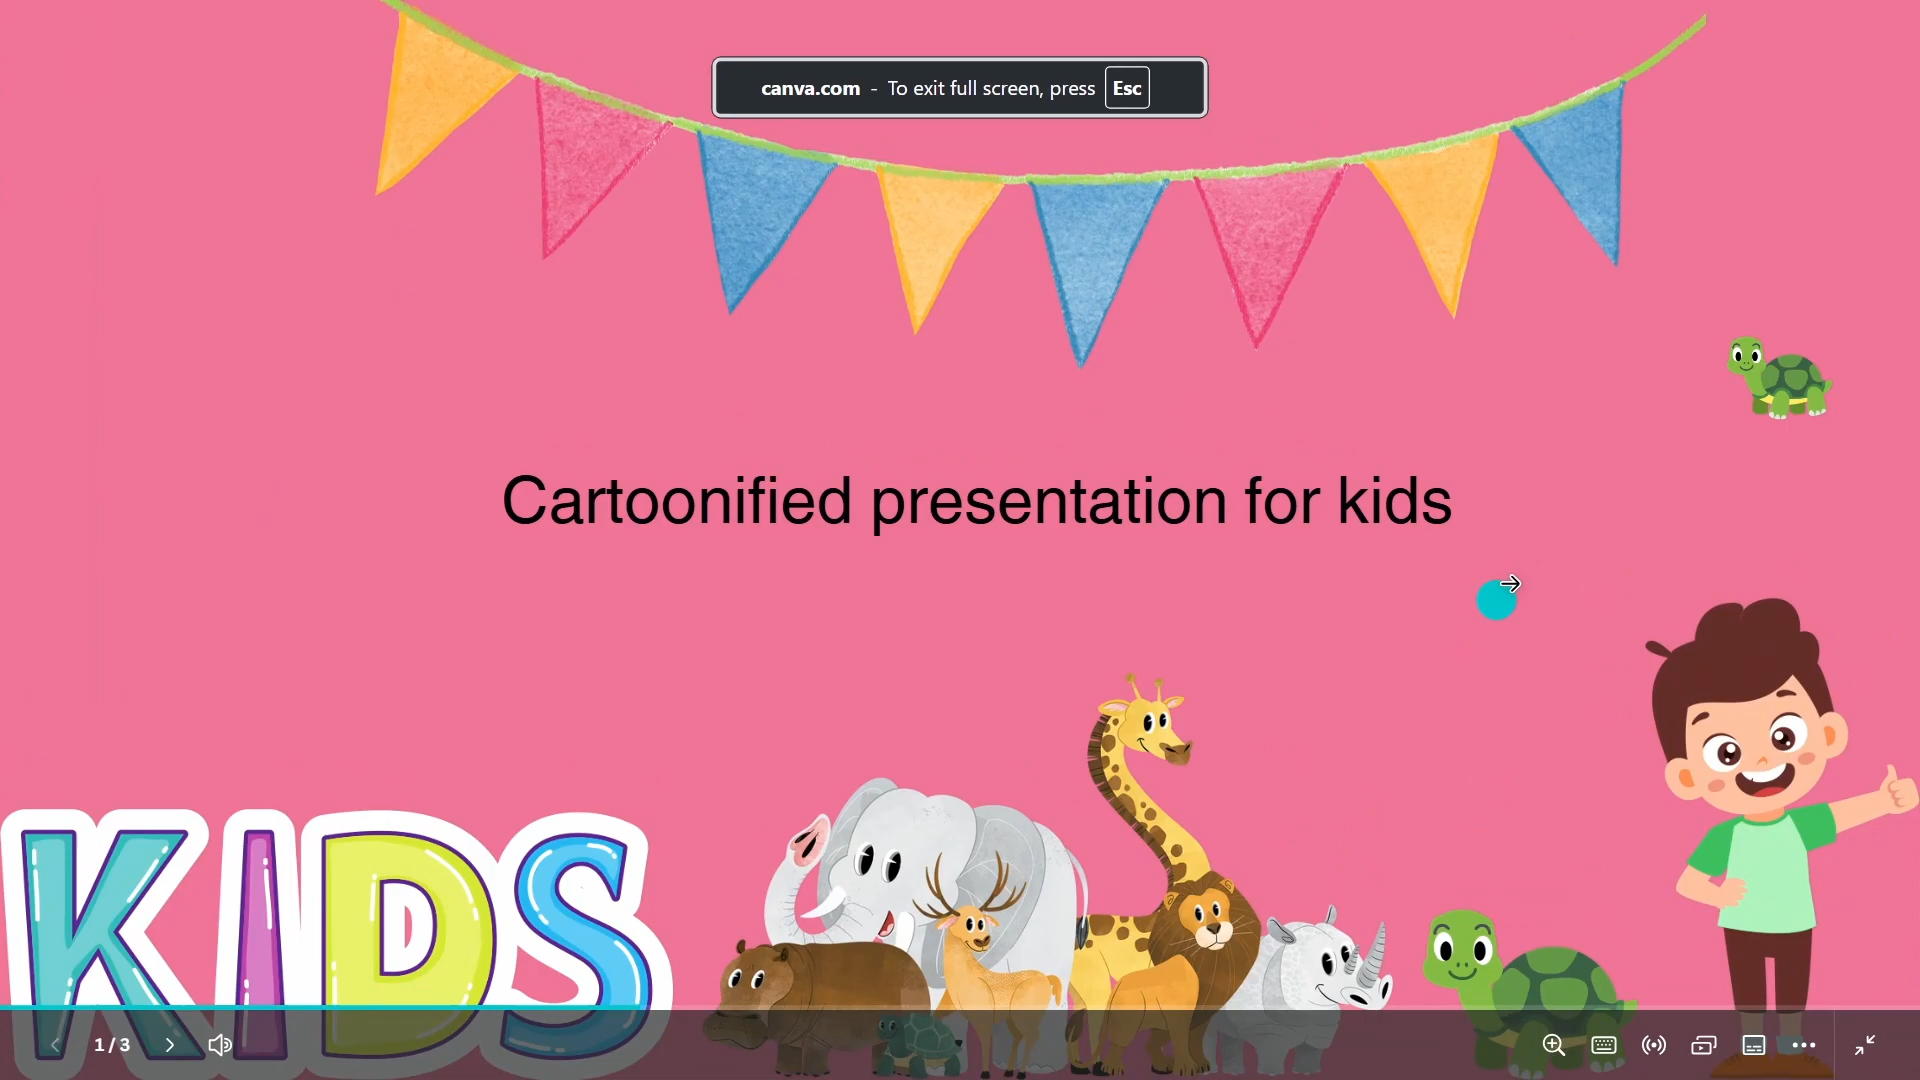 canva.com - To exit full screen, press Esc
Cartoonified presentation for kids
KIDS
1 / 3